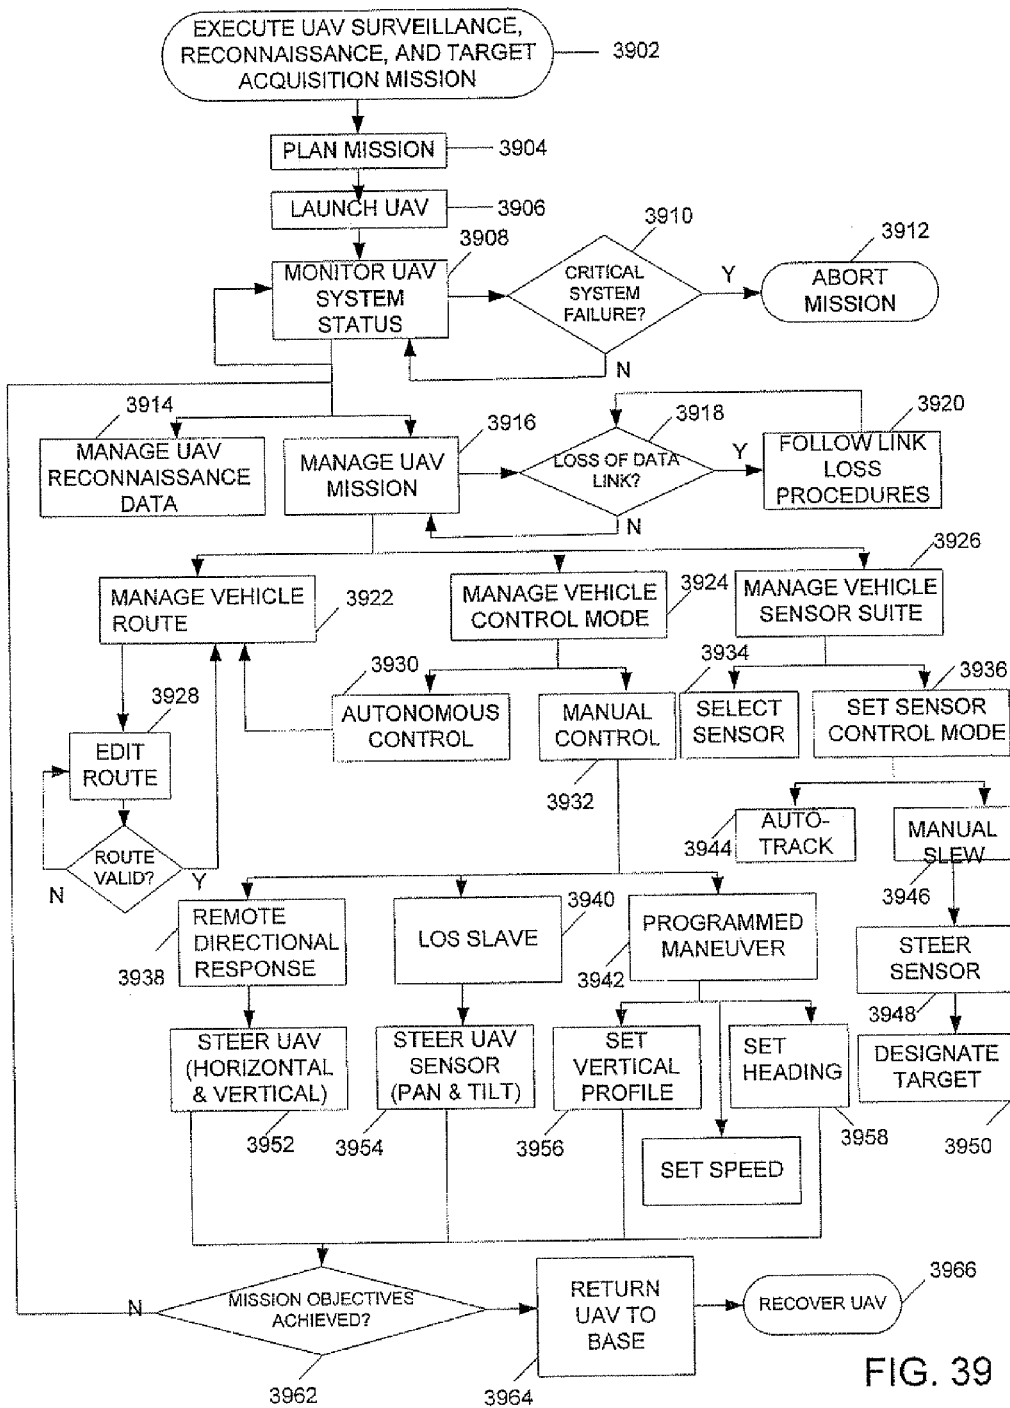 EXECUTE UAV SURVEILLANCE,
RECONNAISSANCE, AND TARGET
ACQUISITION MISSION
3902
PLAN MISSION
3904
LAUNCH UAV
3906
3908
MONITOR UAV
SYSTEM
STATUS
3910
CRITICAL
SYSTEM
FAILURE?
Y
N
3912
ABORT
MISSION
3914
MANAGE UAV
RECONNAISSANCE
DATA
3916
MANAGE UAV
MISSION
3918
LOSS OF DATA
LINK?
Y
N
3920
FOLLOW LINK
LOSS
PROCEDURES
MANAGE VEHICLE
ROUTE
3922
MANAGE VEHICLE
CONTROL MODE
3924
3926
MANAGE VEHICLE
SENSOR SUITE
3928
EDIT
ROUTE
ROUTE
VALID?
N
Y
3930
AUTONOMOUS
CONTROL
MANUAL
CONTROL
3932
3934
SELECT
SENSOR
3936
SET SENSOR
CONTROL MODE
AUTO-
TRACK
3944
MANUAL
SLEW
3946
REMOTE
DIRECTIONAL
RESPONSE
3938
LOS SLAVE
3940
PROGRAMMED
MANEUVER
3942
STEER
SENSOR
3948
STEER UAV
(HORIZONTAL
& VERTICAL)
3952
STEER UAV
SENSOR
(PAN & TILT)
3954
SET
VERTICAL
PROFILE
3956
SET
HEADING
3958
DESIGNATE
TARGET
3950
SET SPEED
MISSION OBJECTIVES
ACHIEVED?
N
3962
RETURN
UAV TO
BASE
3964
RECOVER UAV
3966
FIG. 39